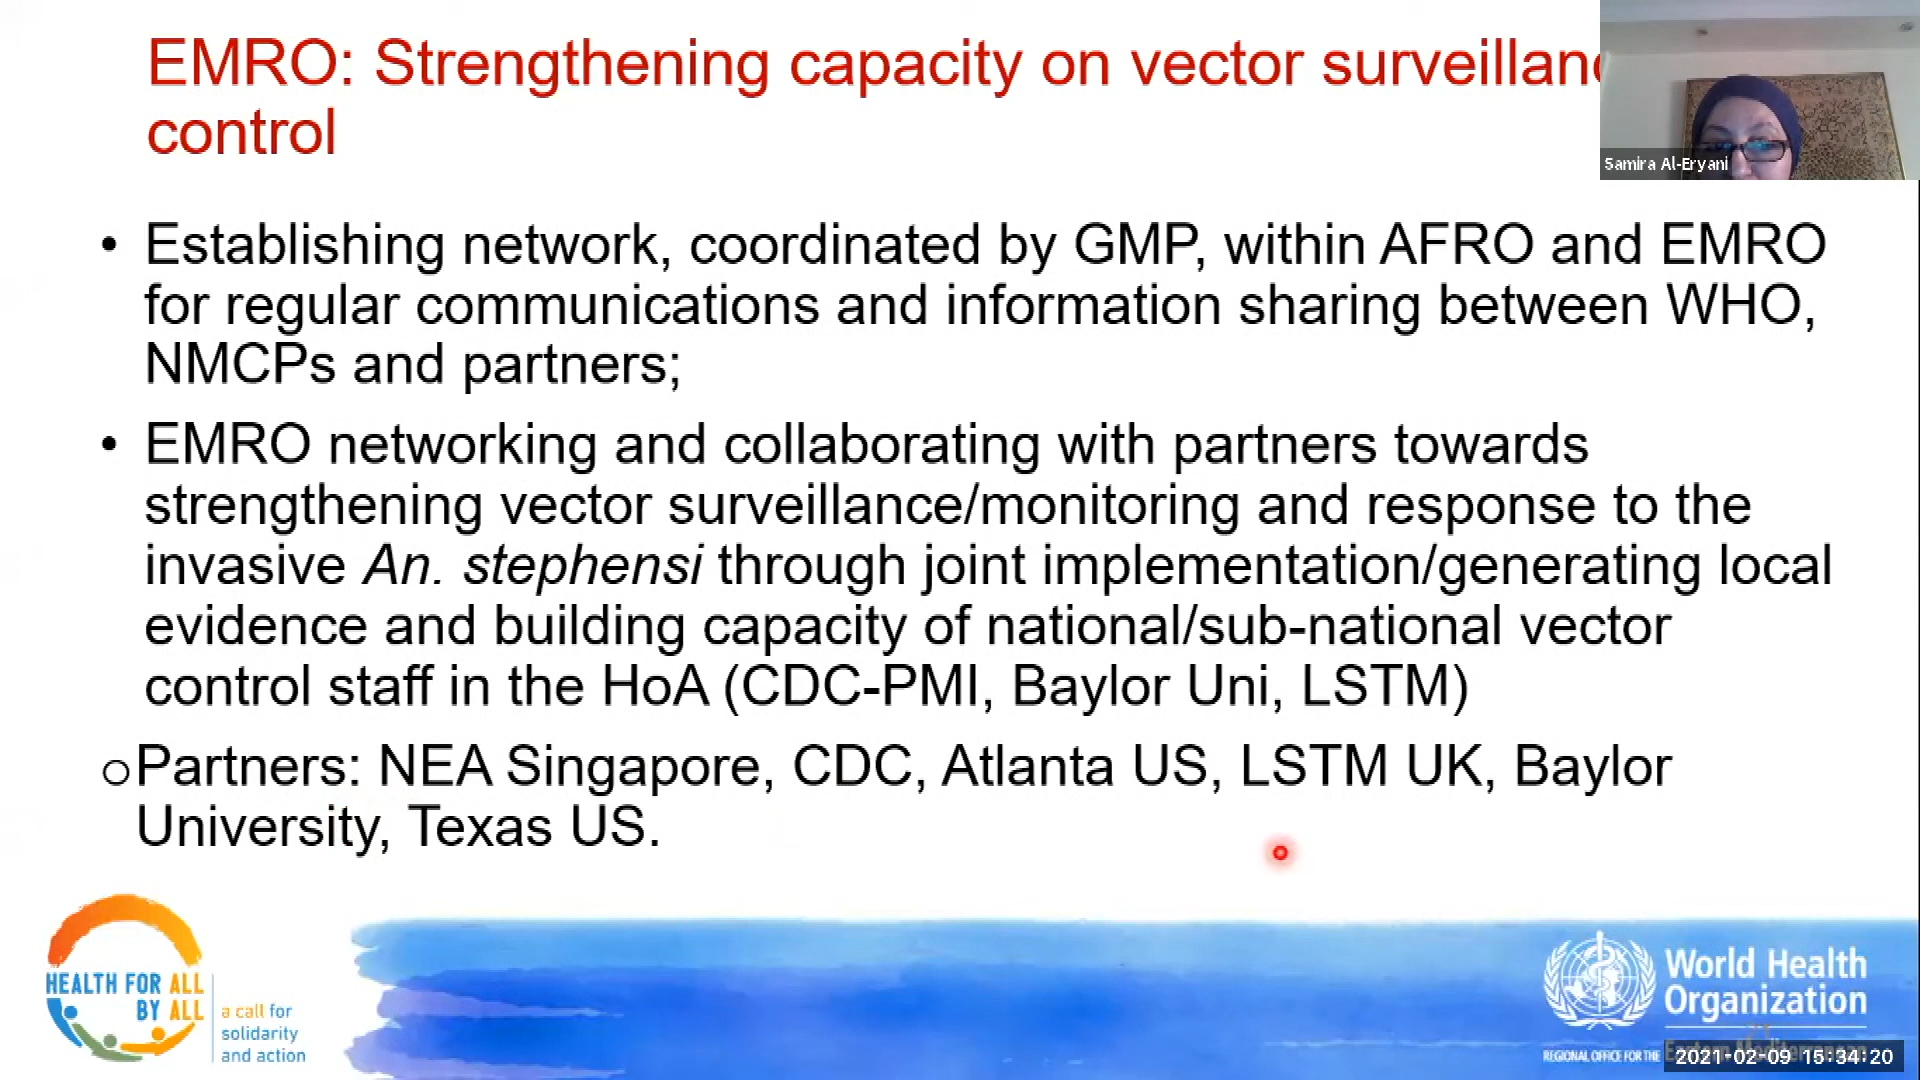 EMRO: Strengthening capacity on vector
control
Samira Al-Eryani
• Establishing network, coordinated by GMP, within AFRO and EMRO
for regular communications and information sharing between WHO,
NMCPs and partners;
• EMRO networking and collaborating with partners towards
strengthening vector surveillance/monitoring and response to the
invasive An. stephensi through joint implementation/generating local
evidence and building capacity of national/sub-national vector
control staff in the HoA (CDC-PMI, Baylor Uni, LSTM)
o Partners: NEA Singapore, CDC, Atlanta US, LSTM UK, Baylor
University, Texas US.
HEALTH FOR ALL
BY ALL
a call for
solidarity
and action
World Health
Organization
REGIONAL OFFICE FOR THE
2021-02-09 15:34:20